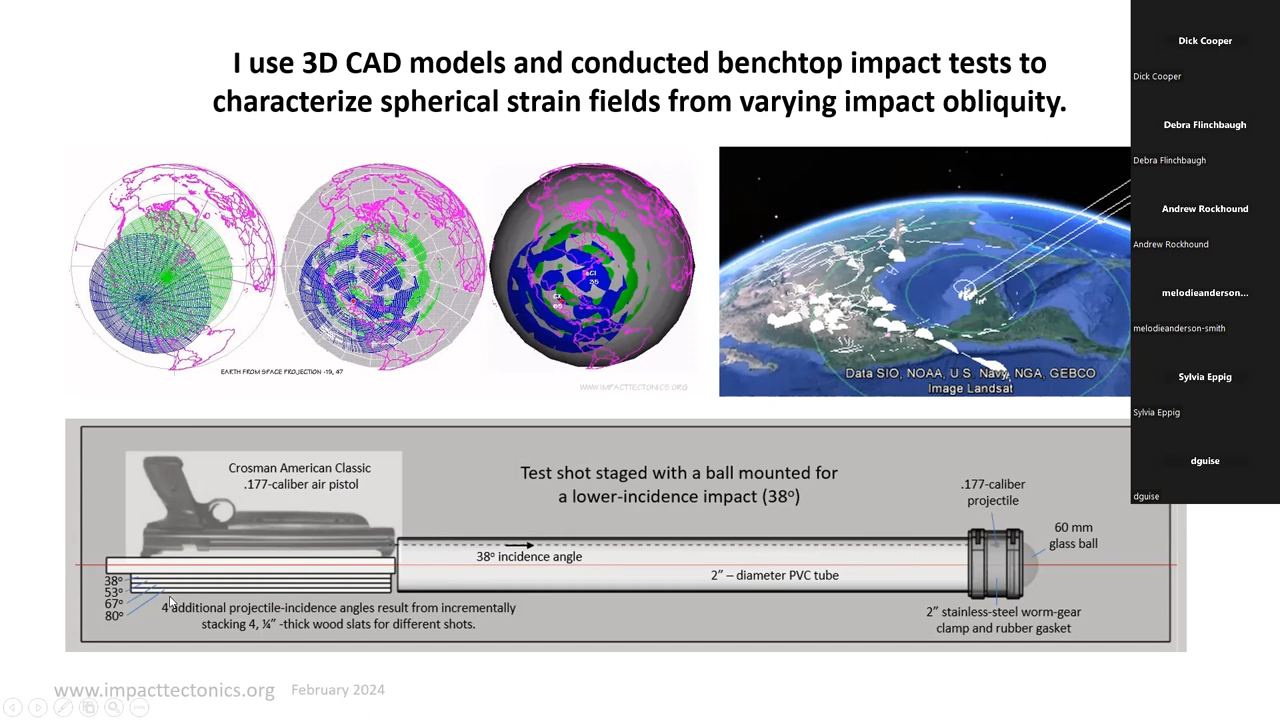 I use 3D CAD models and conducted benchtop impact tests to
characterize spherical strain fields from varying impact obliquity.
EARTH FROM SPACE PROJECTION -19, 47
WWW.IMPACTTECTONICS.ORG
Data SIO, NOAA, U.S. Navy, NGA, GEBCO
Image Landsat
Crosman American Classic
.177-caliber air pistol
Test shot staged with a ball mounted for
a lower-incidence impact (38º)
.177-caliber
projectile
60 mm
glass ball
38º incidence angle
2” – diameter PVC tube
38º
53º
67º
80º
4 additional projectile-incidence angles result from incrementally
stacking 4, ¼” -thick wood slats for different shots.
2” stainless-steel worm-gear
clamp and rubber gasket
www.impacttectonics.org February 2024
Dick Cooper
Dick Cooper
Debra Flinchbaugh
Debra Flinchbaugh
Andrew Rockhound
Andrew Rockhound
melodieanderson...
melodieanderson-smith
Sylvia Eppig
Sylvia Eppig
dguise
dguise